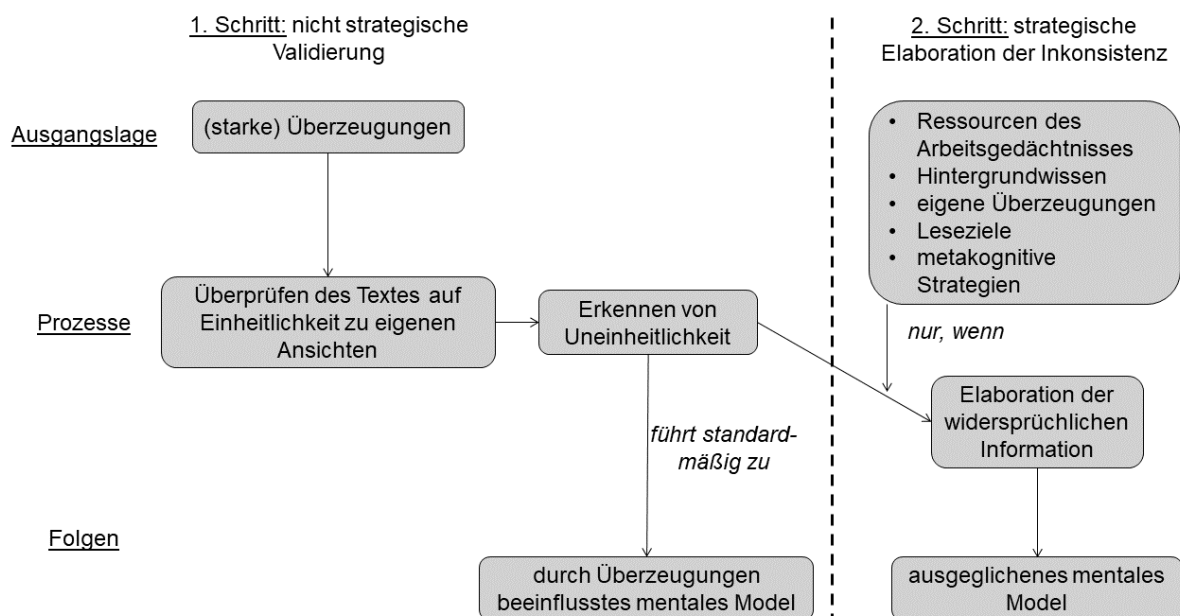 1. Schritt: nicht strategische
Validierung
2. Schritt: strategische
Elaboration der Inkonsistenz
Ausgangslage
(starke) Überzeugungen
• Ressourcen des
Arbeitsgedächtnisses
• Hintergrundwissen
• eigene Überzeugungen
• Leseziele
• metakognitive
Strategien
Prozesse
Überprüfen des Textes auf
Einheitlichkeit zu eigenen
Ansichten
Erkennen von
Uneinheitlichkeit
nur, wenn
Elaboration der
widersprüchlichen
Information
führt standard-
mäßig zu
Folgen
durch Überzeugungen
beeinflusstes mentales Model
ausgeglichenes mentales
Model